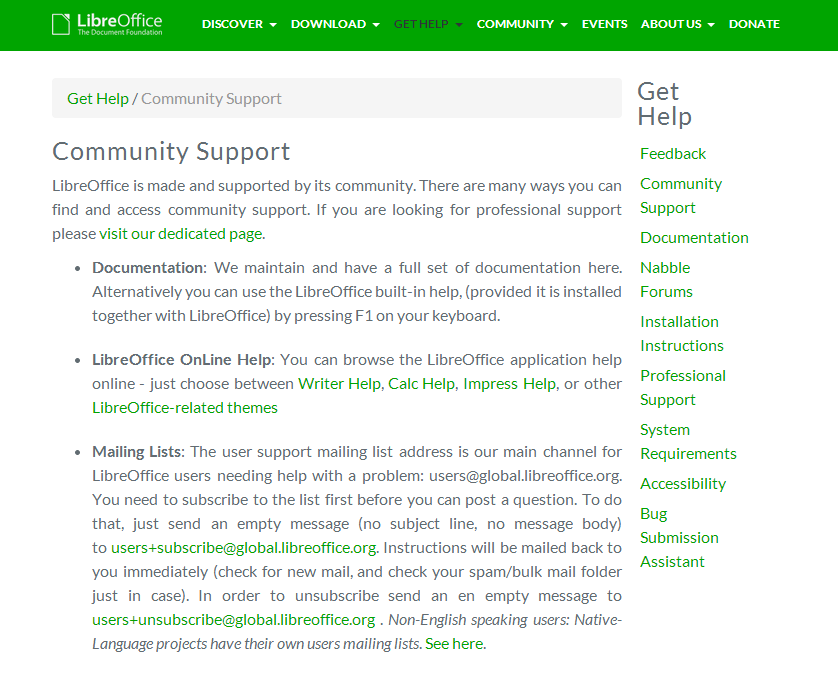 LibreOffice
The Document Foundation
DISCOVER DOWNLOAD GET HELP COMMUNITY EVENTS ABOUT US DONATE
Get Help / Community Support
Community Support
LibreOffice is made and supported by its community. There are many ways you can
find and access community support. If you are looking for professional support
please visit our dedicated page.
• Documentation: We maintain and have a full set of documentation here.
Alternatively you can use the LibreOffice built-in help, (provided it is installed
together with LibreOffice) by pressing F1 on your keyboard.
• LibreOffice OnLine Help: You can browse the LibreOffice application help
online - just choose between Writer Help, Calc Help, Impress Help, or other
LibreOffice-related themes
• Mailing Lists: The user support mailing list address is our main channel for
LibreOffice users needing help with a problem: users@global.libreoffice.org.
You need to subscribe to the list first before you can post a question. To do
that, just send an empty message (no subject line, no message body)
to users+subscribe@global.libreoffice.org. Instructions will be mailed back to
you immediately (check for new mail, and check your spam/bulk mail folder
just in case). In order to unsubscribe send an en empty message to
users+unsubscribe@global.libreoffice.org . Non-English speaking users: Native-
Language projects have their own users mailing lists. See here.
Get
Help
Feedback
Community
Support
Documentation
Nabble
Forums
Installation
Instructions
Professional
Support
System
Requirements
Accessibility
Bug
Submission
Assistant